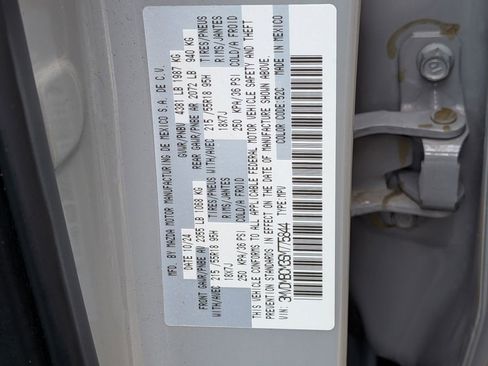 MFD. BY MAZDA MOTOR MANUFACTURING DE MEXICO S.A. DE C.V.
DATE: 10/24 GVWR/PNBV 4381 LB 1987 KG
FRONT GAWR/PNBE AV 2355 LB 1068 KG REAR GAWR/PNBE AR 2072 LB 940 KG
WITH/AVEC 215/55R18 95H TIRES/PNEUS WITH/AVEC 215/55R18 95H TIRES/PNEUS
18X7J RIMS/JANTES 18X7J RIMS/JANTES
250 KPA/36 PSI COLD/A FROID 250 KPA/36 PSI COLD/A FROID
THIS VEHICLE CONFORMS TO ALL APPLICABLE FEDERAL MOTOR VEHICLE SAFETY AND THEFT
PREVENTION STANDARDS IN EFFECT ON THE DATE OF MANUFACTURE SHOWN ABOVE.
COLOR CODE:52C MADE IN MEXICO
VIN: TYPE:MPV